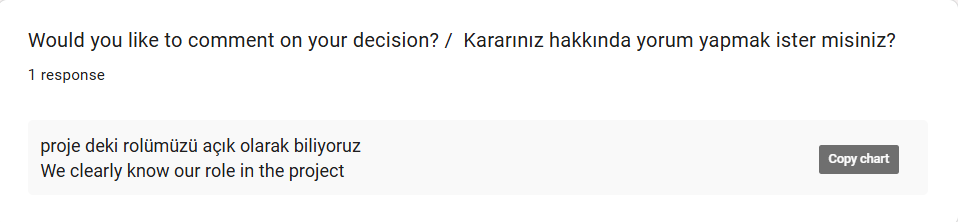 Would you like to comment on your decision? /  Kararınız hakkında yorum yapmak ister misiniz?
1 response
proje deki rolümüzü açık olarak biliyoruz
We clearly know our role in the project
Copy chart